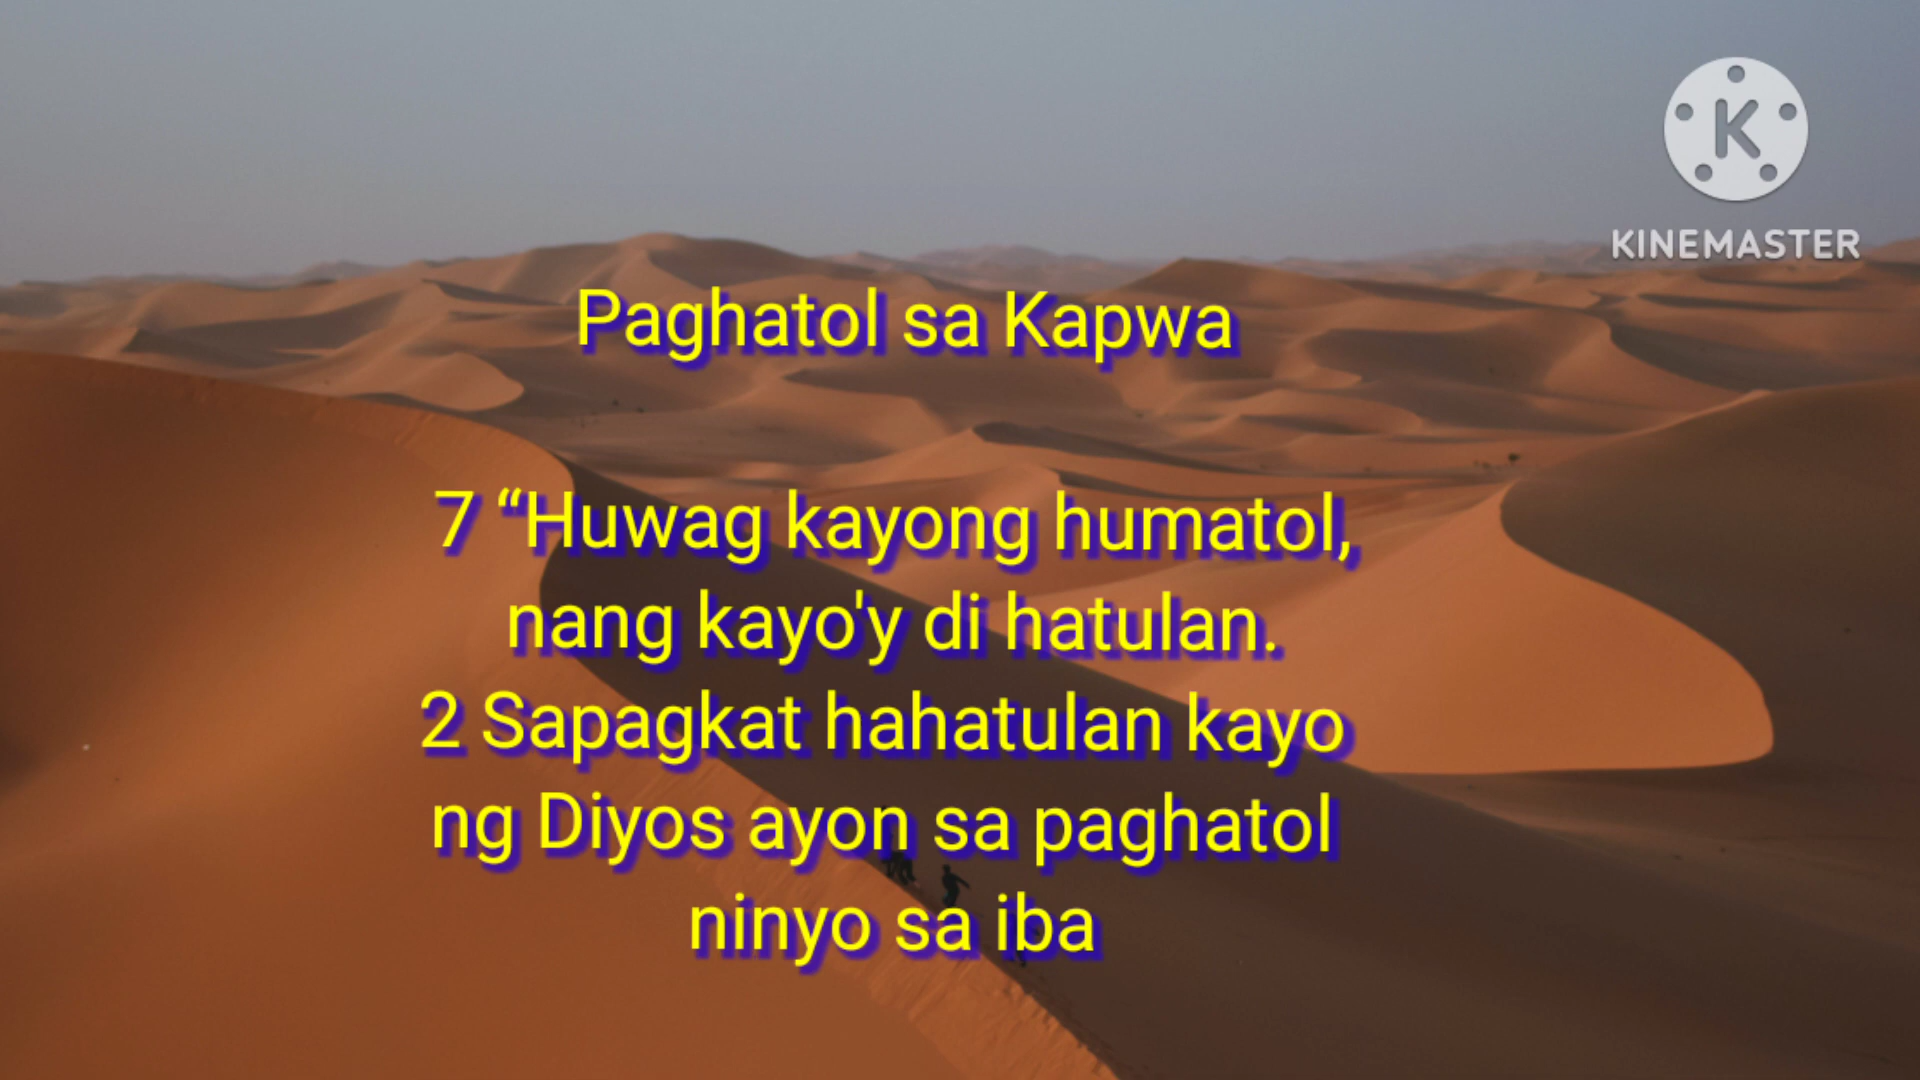 K
KINEMASTER
Paghatol sa Kapwa
7 “Huwag kayong humatol,
nang kayo'y di hatulan.
2 Sapagkat hahatulan kayo
ng Diyos ayon sa paghatol
ninyo sa iba